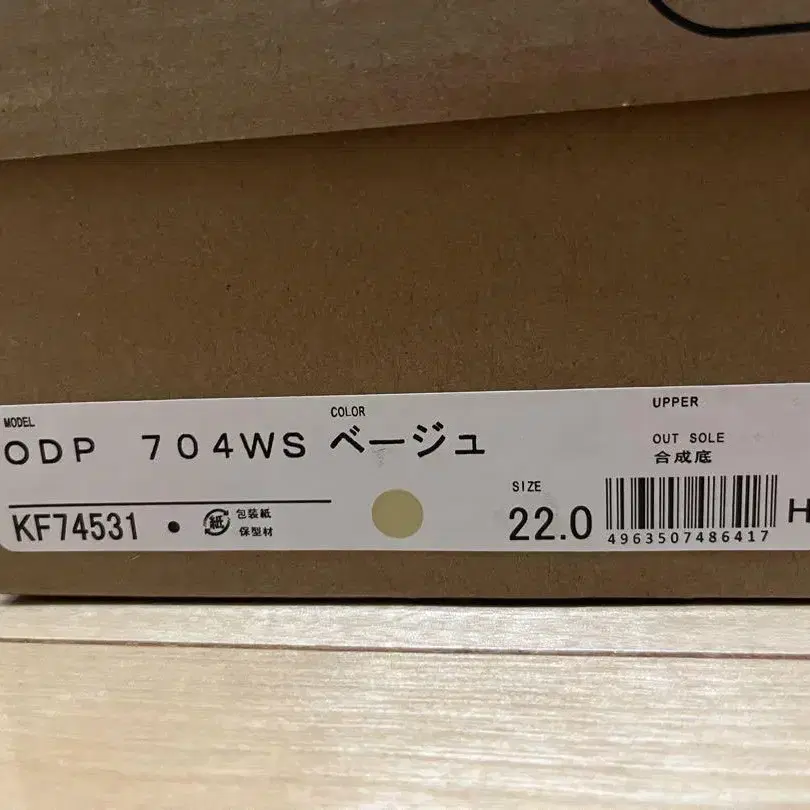 MODEL
ODP 704WS
COLOR
ベージュ
UPPER
OUT SOLE
合成底
KF74531 •
紙
包装紙
保型材
SIZE
22.0
4963507486417
H